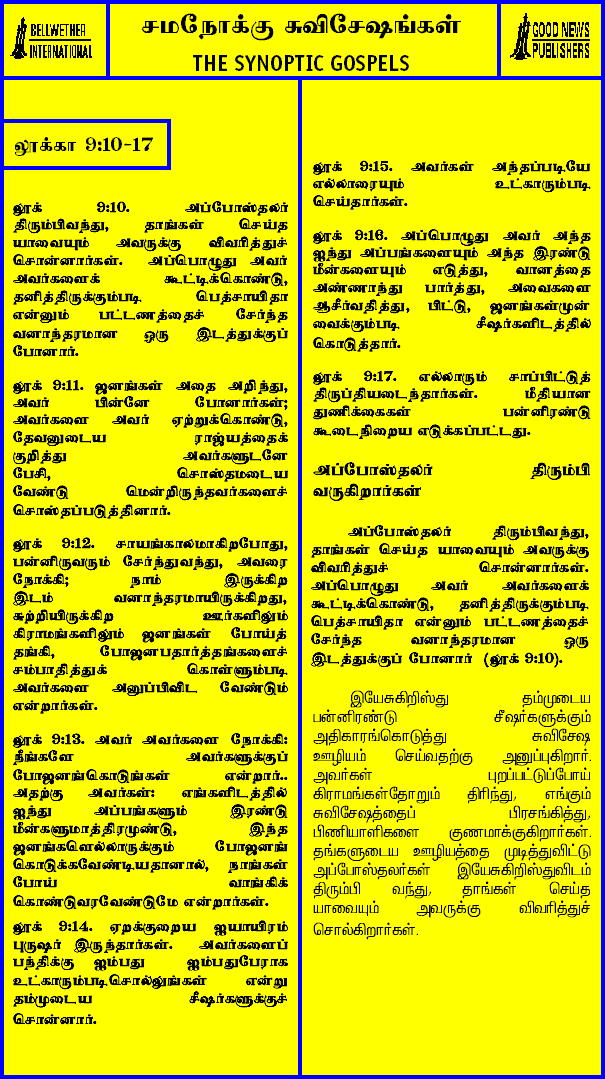 BELLWETHER
INTERNATIONAL
சமநோக்கு சுவிசேஷங்கள்
THE SYNOPTIC GOSPELS
GOOD NEWS
PUBLISHERS
லூக்கா 9:10-17
லூக் 9:10. அப்போஸ்தலர்
திரும்பிவந்து, தாங்கள் செய்த
யாவையும் அவருக்கு விவரித்துச்
சொன்னார்கள். அப்பொழுது அவர்
அவர்களைக் கூட்டிக்கொண்டு,
தனித்திருக்கும்படி பெத்சாயிதா
என்னும் பட்டணத்தைச் சேர்ந்த
வனாந்தரமான ஒரு இடத்துக்குப்
போனார்.
லூக் 9:11. ஜனங்கள் அதை அறிந்து,
அவர் பின்னே போனார்கள்;
அவர்களை அவர் ஏற்றுக்கொண்டு,
தேவனுடைய ராஜ்யத்தைக்
குறித்து அவர்களுடனே
பேசி, சொஸ்தமடைய
வேண்டு மென்றிருந்தவர்களைச்
சொஸ்தப்படுத்தினார்.
லூக் 9:12. சாயங்காலமாகிறபோது,
பன்னிருவரும் சேர்ந்துவந்து, அவரை
நோக்கி; நாம் இருக்கிற
இடம் வனாந்தரமாயிருக்கிறது,
சுற்றியிருக்கிற ஊர்களிலும்
கிராமங்களிலும் ஜனங்கள் போய்த்
தங்கி, போஜனபதார்த்தங்களைச்
சம்பாதித்துக் கொள்ளும்படி
அவர்களை அனுப்பிவிட வேண்டும்
என்றார்கள்.
லூக் 9:13. அவர் அவர்களை நோக்கி:
நீங்களே அவர்களுக்குப்
போஜனங்கொடுங்கள் என்றார்..
அதற்கு அவர்கள்: எங்களிடத்தில்
ஐந்து அப்பங்களும் இரண்டு
மீன்களுமாத்திரமுண்டு, இந்த
ஜனங்களெல்லாருக்கும் போஜனங்
கொடுக்கவேண்டியதானால், நாங்கள்
போய் வாங்கிக்
கொண்டுவரவேண்டுமே என்றார்கள்.
லூக் 9:14. ஏறக்குறைய ஐயாயிரம்
புருஷர் இருந்தார்கள். அவர்களைப்
பந்திக்கு ஐம்பது ஐம்பதுபேராக
உட்காரும்படி சொல்லுங்கள் என்று
தம்முடைய சீஷர்களுக்குச்
சொன்னார்.
லூக் 9:15. அவர்கள் அந்தப்படியே
எல்லாரையும் உட்காரும்படி
செய்தார்கள்.
லூக் 9:16. அப்பொழுது அவர் அந்த
ஐந்து அப்பங்களையும் அந்த இரண்டு
மீன்களையும் எடுத்து, வானத்தை
அண்ணாந்து பார்த்து, அவைகளை
ஆசீர்வதித்து, பிட்டு, ஜனங்கள்முன்
வைக்கும்படி சீஷர்களிடத்தில்
கொடுத்தார்.
லூக் 9:17. எல்லாரும் சாப்பிட்டுத்
திருப்தியடைந்தார்கள். மீதியான
துணிக்கைகள் பன்னிரண்டு
கூடைநிறைய எடுக்கப்பட்டது.
அப்போஸ்தலர் திரும்பி
வருகிறார்கள்
அப்போஸ்தலர் திரும்பிவந்து,
தாங்கள் செய்த யாவையும் அவருக்கு
விவரித்துச் சொன்னார்கள்.
அப்பொழுது அவர் அவர்களைக்
கூட்டிக்கொண்டு, தனித்திருக்கும்படி
பெத்சாயிதா என்னும் பட்டணத்தைச்
சேர்ந்த வனாந்தரமான ஒரு
இடத்துக்குப் போனார் (லூக் 9:10).
இயேசுகிறிஸ்து தம்முடைய
பன்னிரண்டு சீஷர்களுக்கும்
அதிகாரங்கொடுத்து சுவிசேஷ
ஊழியம் செய்வதற்கு அனுப்புகிறார்.
அவர்கள் புறப்பட்டுப்போய்
கிராமங்கள்தோறும் திரிந்து, எங்கும்
சுவிசேஷத்தைப் பிரசங்கித்து,
பிணியாளிகளை குணமாக்குகிறார்கள்.
தங்களுடைய ஊழியத்தை முடித்துவிட்டு
அப்போஸ்தலர்கள் இயேசுகிறிஸ்துவிடம்
திரும்பி வந்து, தாங்கள் செய்த
யாவையும் அவருக்கு விவரித்துச்
சொல்கிறார்கள்.